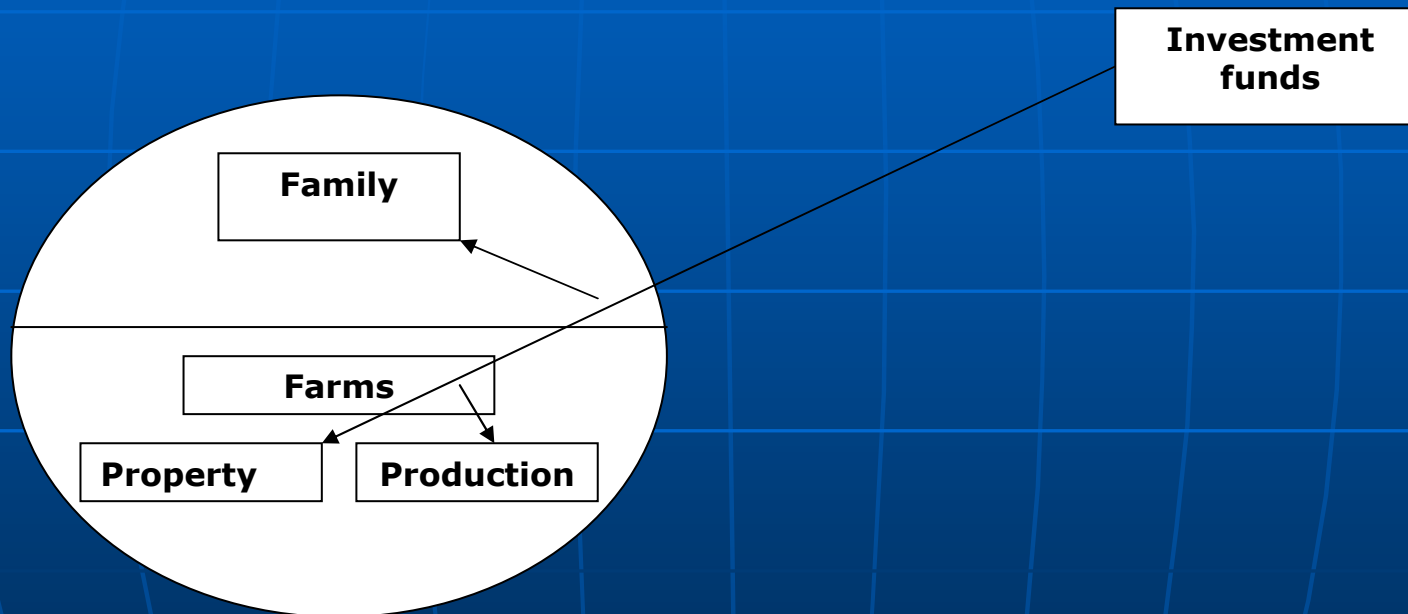 Investment
funds
Family
Farms
Property
Production